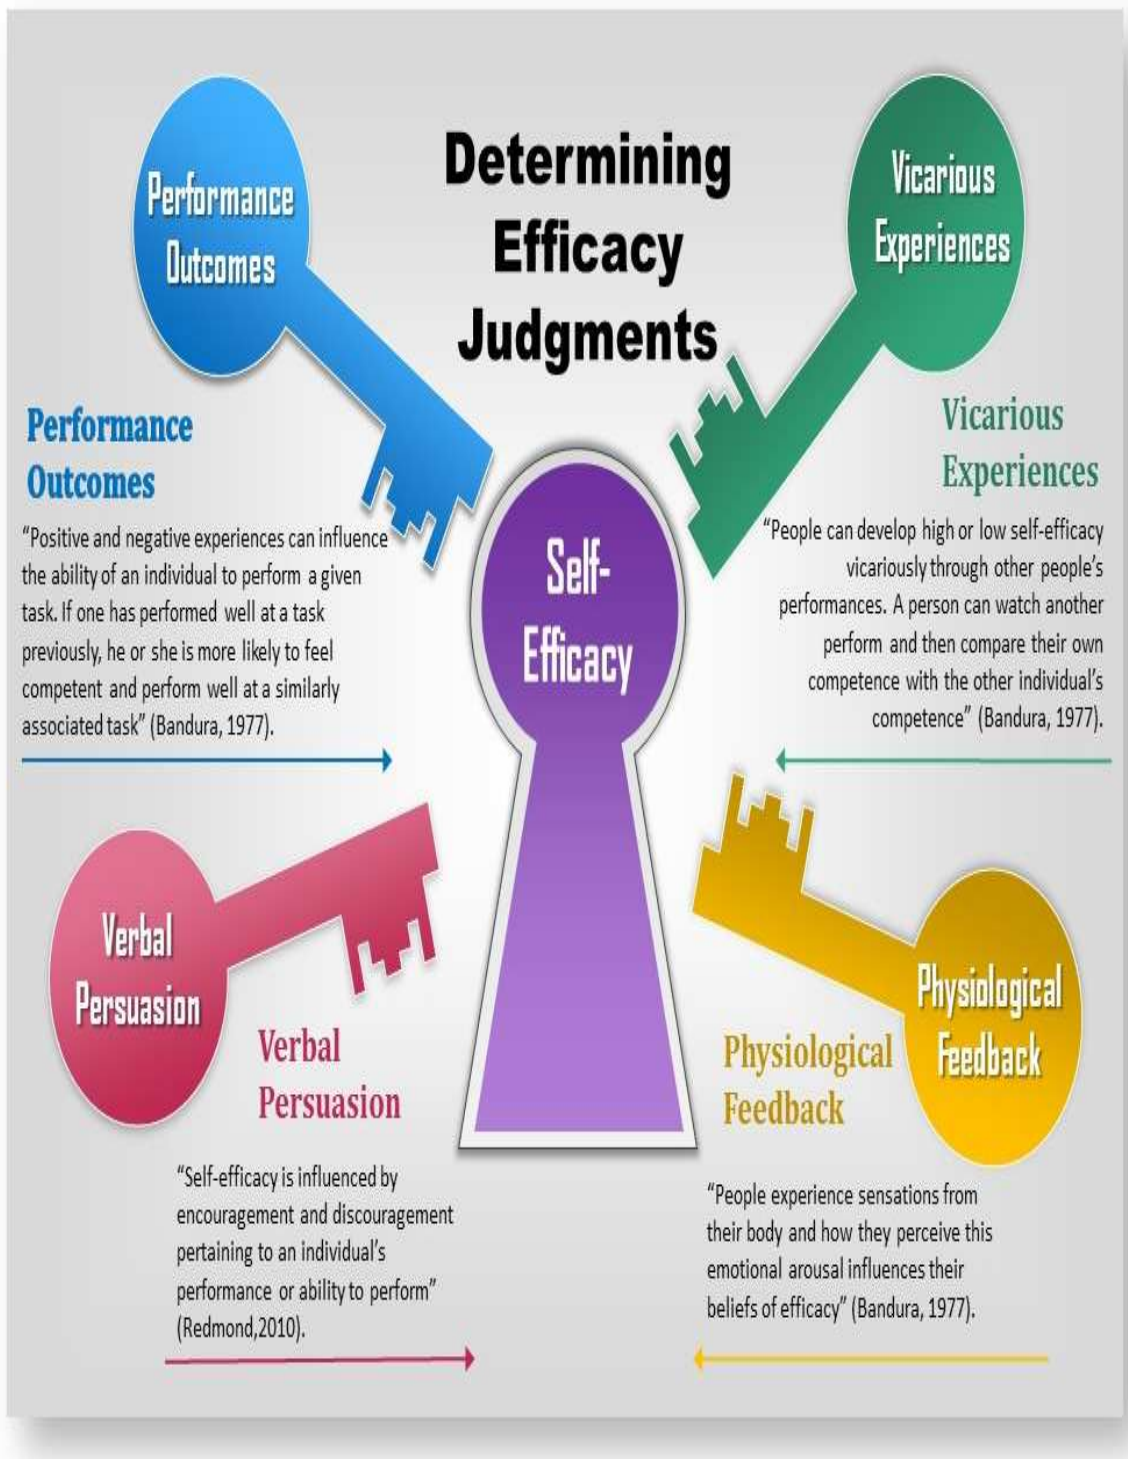 Determining
Efficacy
Judgments
Performance
Outcomes
Vicarious
Experiences
Performance
Outcomes
“Positive and negative experiences can influence
the ability of an individual to perform a given
task. If one has performed well at a task
previously, he or she is more likely to feel
competent and perform well at a similarly
associated task” (Bandura, 1977).
Self-
Efficacy
Vicarious
Experiences
“People can develop high or low self-efficacy
vicariously through other people’s
performances. A person can watch another
perform and then compare their own
competence with the other individual’s
competence” (Bandura, 1977).
Verbal
Persuasion
Verbal
Persuasion
“Self-efficacy is influenced by
encouragement and discouragement
pertaining to an individual’s
performance or ability to perform”
(Redmond,2010).
Physiological
Feedback
Physiological
Feedback
“People experience sensations from
their body and how they perceive this
emotional arousal influences their
beliefs of efficacy” (Bandura, 1977).